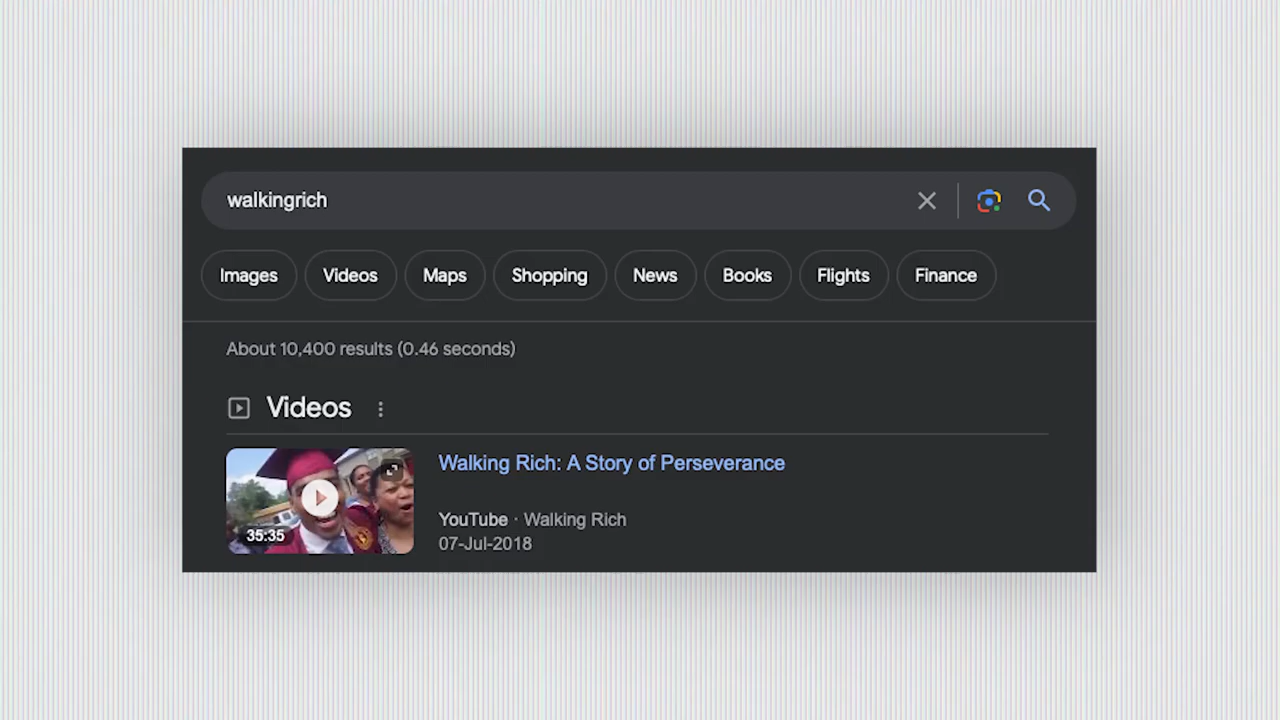 walkingrich
Images Videos Maps Shopping News Books Flights Finance
About 10,400 results (0.46 seconds)
Videos
Walking Rich: A Story of Perseverance
35:35
YouTube · Walking Rich
07-Jul-2018